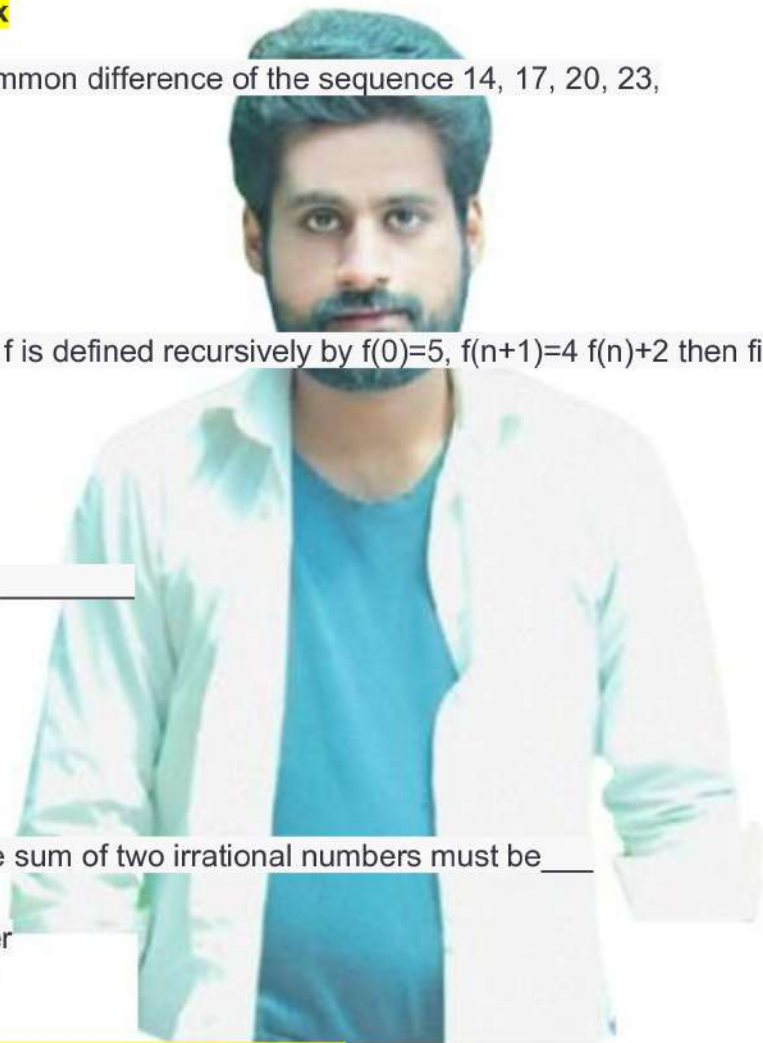 x
mmon difference of the sequence 14, 17, 20, 23,
f is defined recursively by f(0)=5, f(n+1)=4 f(n)+2 then fi
e sum of two irrational numbers must be___
er